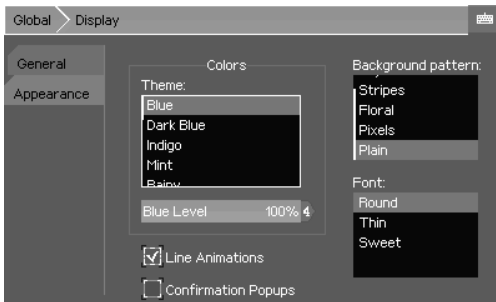 Global Display
General
Appearance
Colors
Theme:
Blue
Dark Blue
Indigo
Mint
Rainy
Blue Level 100%
Line Animations
Confirmation Popups
Background pattern:
Stripes
Floral
Pixels
Plain
Font:
Round
Thin
Sweet